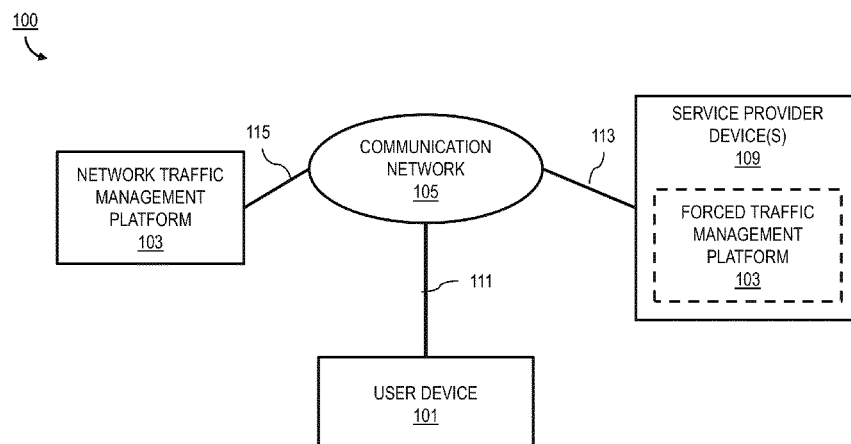 100
115
COMMUNICATION
NETWORK
105
113
SERVICE PROVIDER
DEVICE(S)
109
NETWORK TRAFFIC
MANAGEMENT
PLATFORM
103
FORCED TRAFFIC
MANAGEMENT
PLATFORM
103
111
USER DEVICE
101